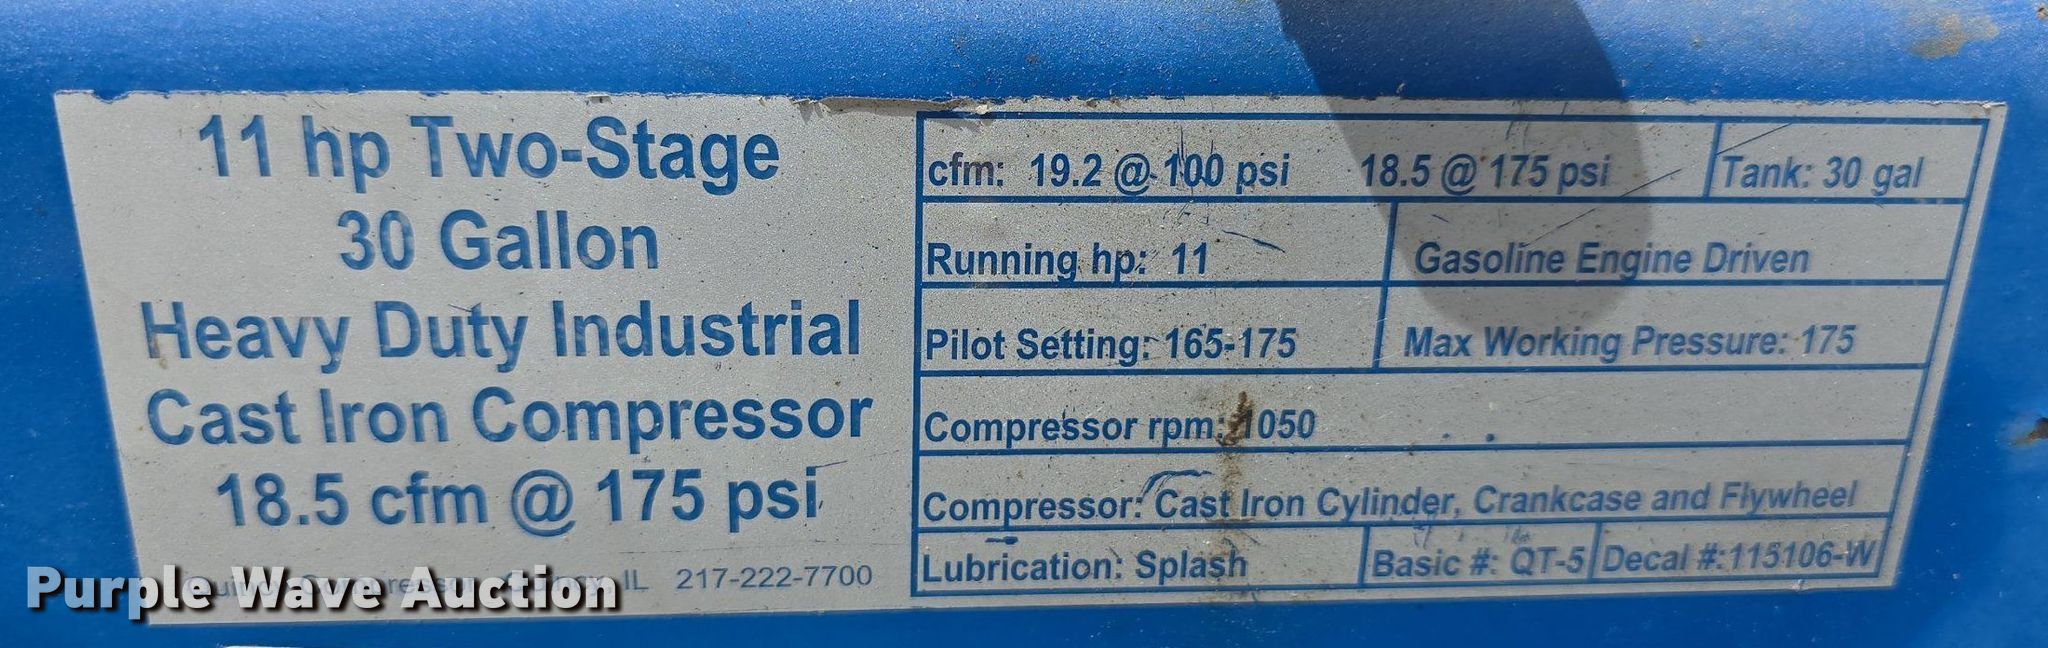 11 hp Two-Stage
30 Gallon
Heavy Duty Industrial
Cast Iron Compressor
18.5 cfm @ 175 psi
Compressor IL 217-222-7700
cfm: 19.2 @ 100 psi 18.5 @ 175 psi Tank: 30 gal
Running hp: 11 Gasoline Engine Driven
Pilot Setting: 165-175 Max Working Pressure: 175
Compressor rpm: 1050
Compressor: Cast Iron Cylinder, Crankcase and Flywheel
Lubrication: Splash Basic #: QT-5 Decal #:115106-W
Purple Wave Auction